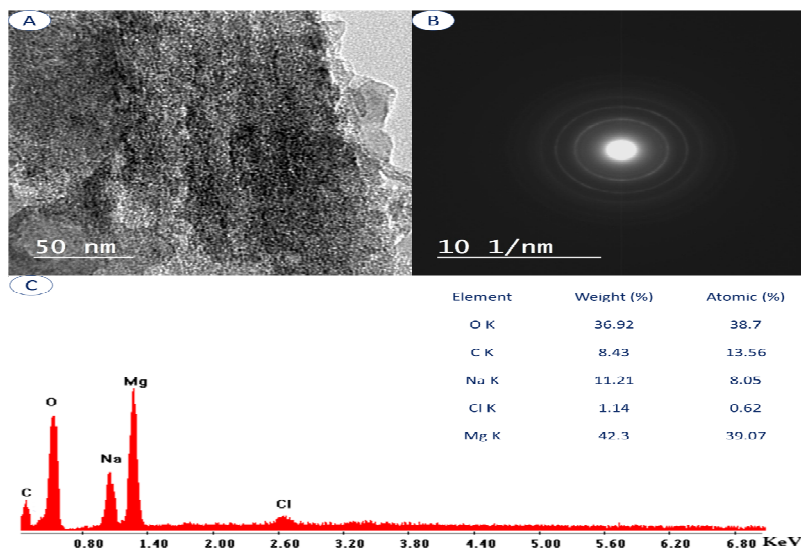 A
B
50 nm
10 1/nm
C
Element Weight (%) Atomic (%)
O K 36.92 38.7
C K 8.43 13.56
Na K 11.21 8.05
Cl K 1.14 0.62
Mg K 42.3 39.07
Mg
O
Na
C
Cl
0.80 1.40 2.00 2.60 3.20 3.80 4.40 5.00 5.60 6.20 6.80 KeV